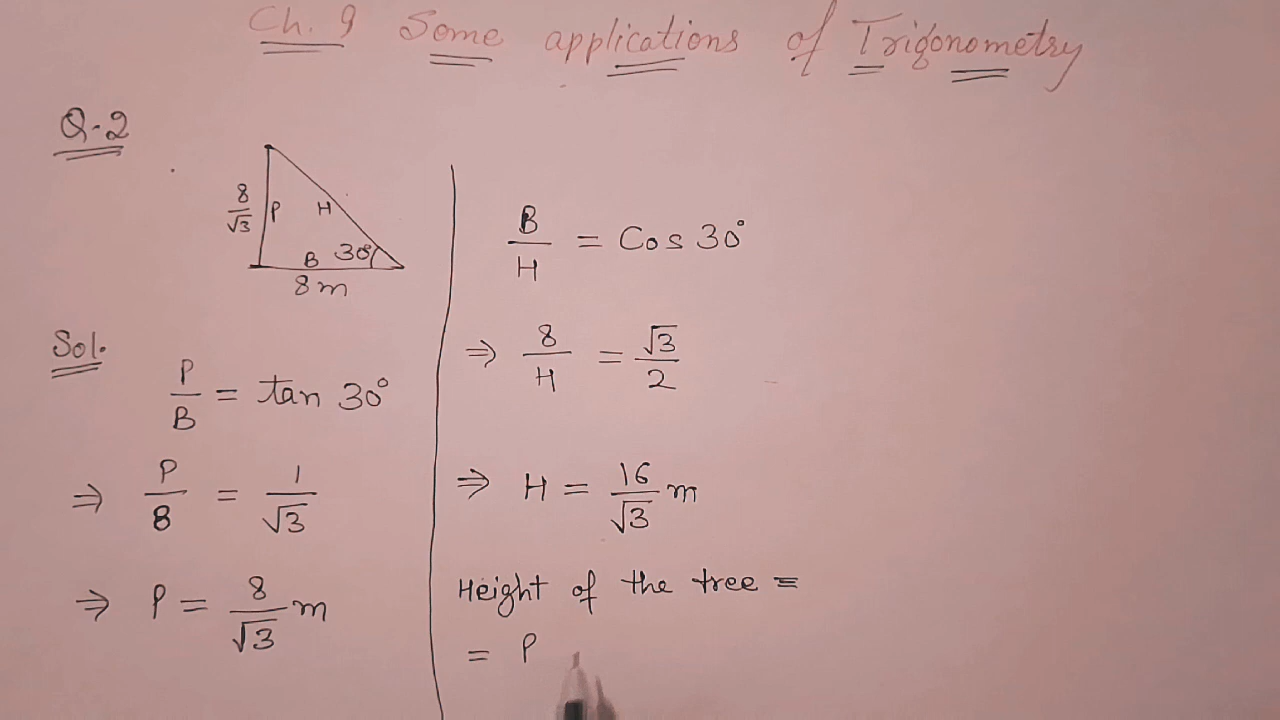 Ch. 9 Some applications of Trigonometry
Q.2
8/√3 P H
B 30°
8 m
Sol.
P/B = tan 30°
⇒ P/8 = 1/√3
⇒ P = 8/√3 m
B/H = Cos 30°
⇒ 8/H = √3/2
⇒ H = 16/√3 m
Height of the tree =
= P